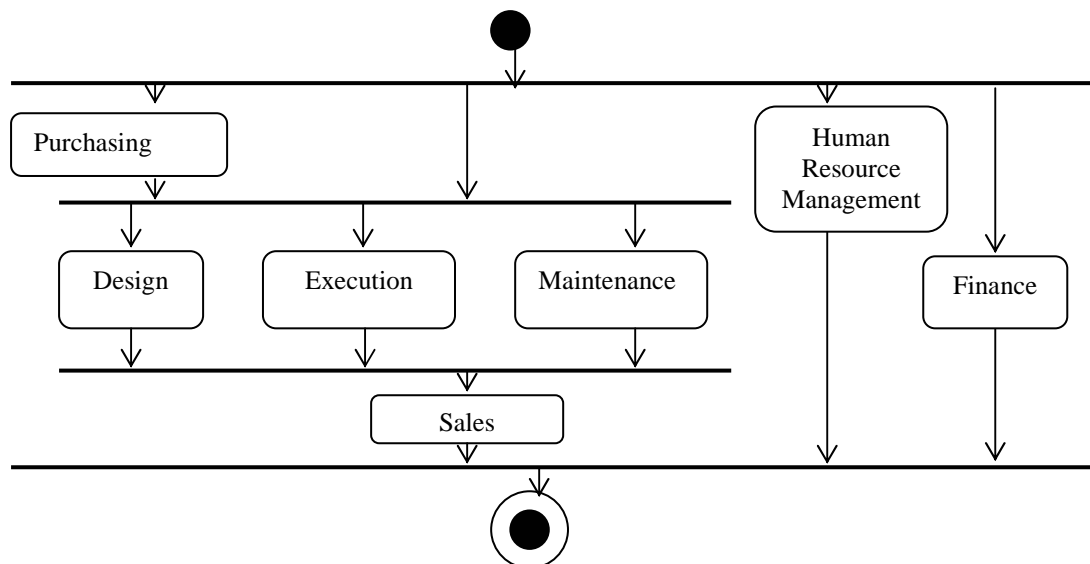 Purchasing
Human
Resource
Management
Design
Execution
Maintenance
Finance
Sales